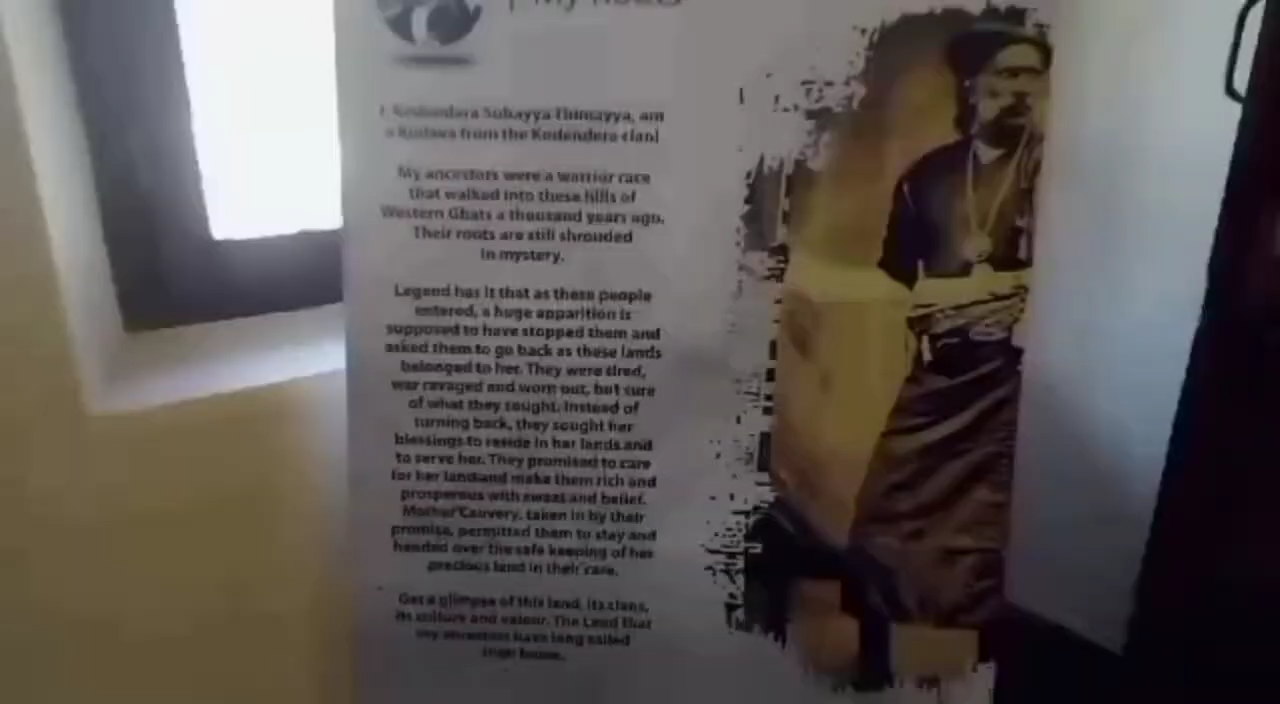 My Roots
I, Kodendera Subayya Thimayya, am
a Kodava from the Kodendera clan!
My ancestors were a warrior race
that walked into these hills of
Western Ghats a thousand years ago.
Their roots are still shrouded
in mystery.
Legend has it that as these people
entered, a huge apparition is
supposed to have stopped them and
asked them to go back as these lands
belonged to her. They were tired,
war ravaged and worn out, but sure
of what they sought. Instead of
turning back, they sought her
blessings to reside in her lands and
to serve her. They promised to care
for her land and make them rich and
prosperous with sweat and belief.
Mother Cauvery, taken in by their
promise, permitted them to stay and
handed over the safe keeping of her
precious land in their care.
Get a glimpse of this land, its clans,
its culture and valour. The Land that
my ancestors have long called
home.